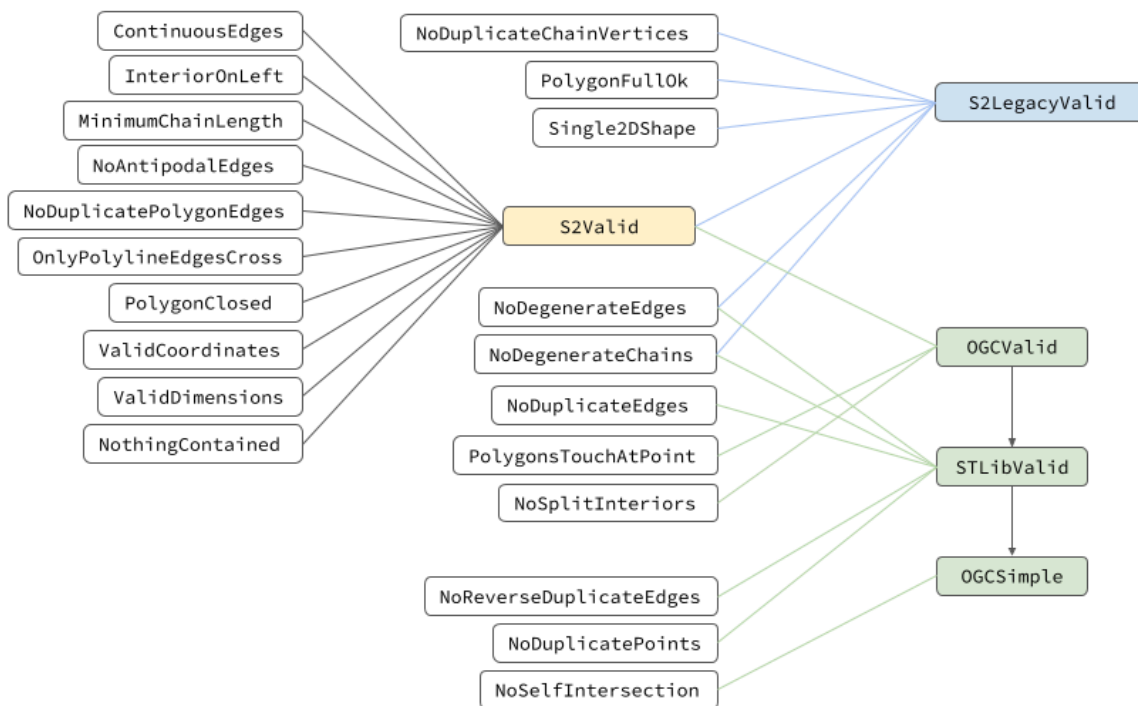 ContinuousEdges
InteriorOnLeft
MinimumChainLength
NoAntipodalEdges
NoDuplicatePolygonEdges
OnlyPolylineEdgesCross
PolygonClosed
ValidCoordinates
ValidDimensions
NothingContained
NoDuplicateChainVertices
PolygonFullOk
Single2DShape
S2Valid
NoDegenerateEdges
NoDegenerateChains
NoDuplicateEdges
PolygonsTouchAtPoint
NoSplitInteriors
NoReverseDuplicateEdges
NoDuplicatePoints
NoSelfIntersection
S2LegacyValid
OGCValid
STLibValid
OGCSimple